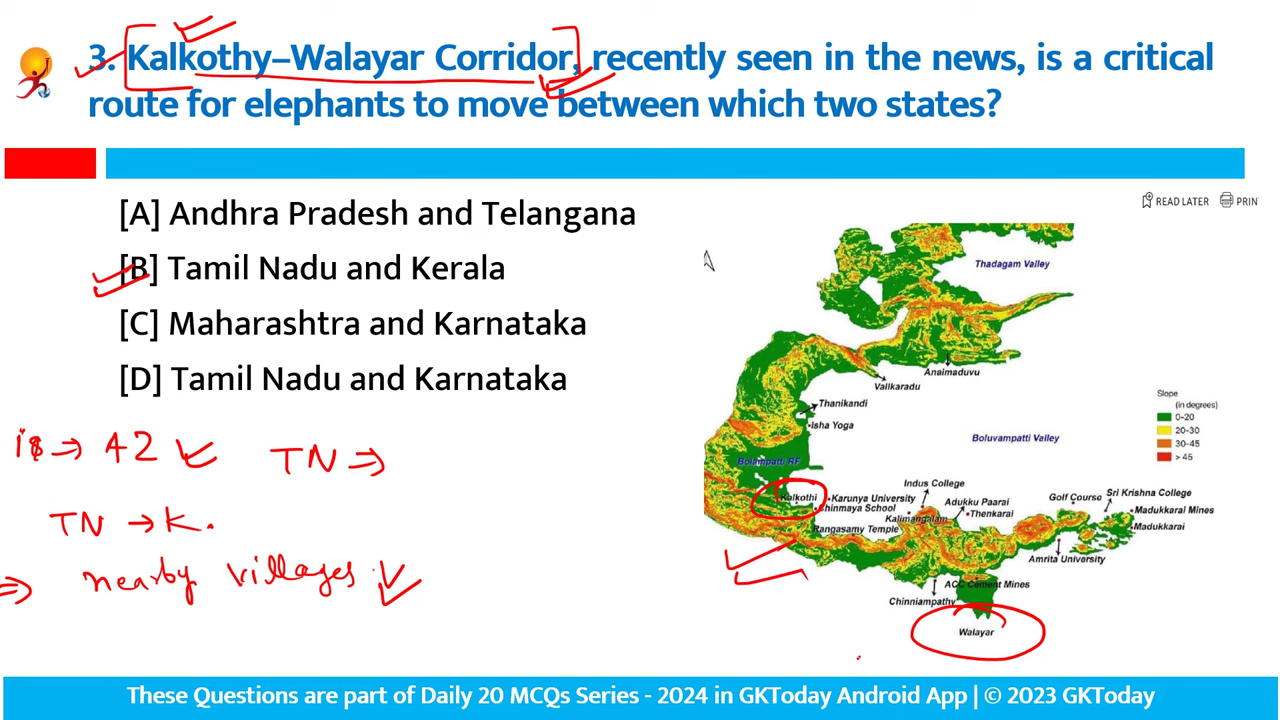 3. Kalkothy–Walayar Corridor, recently seen in the news, is a critical
route for elephants to move between which two states?
[A] Andhra Pradesh and Telangana
[B] Tamil Nadu and Kerala
[C] Maharashtra and Karnataka
[D] Tamil Nadu and Karnataka
⇒ 42
TN ⇒
TN → K.
⇒ nearby villages
READ LATER PRIN
Thadagam Valley
Anaimaduvu
Vallkaradu
Thanikandi
Isha Yoga
Boluvampatti Valley
Bolampatti RF
Slope
(in degrees)
0-20
20-30
30-45
> 45
Kalkothi
Karunya University
Chinmaya School
Rangasamy Temple
Indus College
Kalimangalam
Adukku Paarai
Thenkarai
Golf Course
Sri Krishna College
Madukkarai Mines
Madukkarai
Amrita University
ACC Cement Mines
Chinniampathy
Walayar
These Questions are part of Daily 20 MCQs Series - 2024 in GKToday Android App | © 2023 GKToday